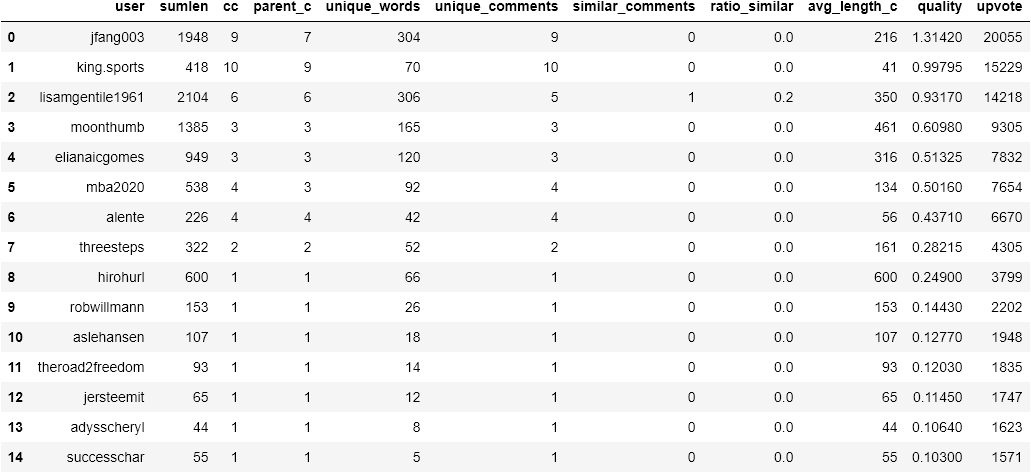 user sumlen cc parent_c unique_words unique_comments similar_comments ratio_similar avg_length_c quality upvote
0 jfang003 1948 9 7 304 9 0 0.0 216 1.31420 20055
1 king.sports 418 10 9 70 10 0 0.0 41 0.99795 15229
2 lisamgentile1961 2104 6 6 306 5 1 0.2 350 0.93170 14218
3 moonthumb 1385 3 3 165 3 0 0.0 461 0.60980 9305
4 elianaicgomes 949 3 3 120 3 0 0.0 316 0.51325 7832
5 mba2020 538 4 3 92 4 0 0.0 134 0.50160 7654
6 alente 226 4 4 42 4 0 0.0 56 0.43710 6670
7 threesteps 322 2 2 52 2 0 0.0 161 0.28215 4305
8 hirohurl 600 1 1 66 1 0 0.0 600 0.24900 3799
9 robwillmann 153 1 1 26 1 0 0.0 153 0.14430 2202
10 aslehansen 107 1 1 18 1 0 0.0 107 0.12770 1948
11 theroad2freedom 93 1 1 14 1 0 0.0 93 0.12030 1835
12 jersteemit 65 1 1 12 1 0 0.0 65 0.11450 1747
13 adysscheryl 44 1 1 8 1 0 0.0 44 0.10640 1623
14 successchar 55 1 1 5 1 0 0.0 55 0.10300 1571